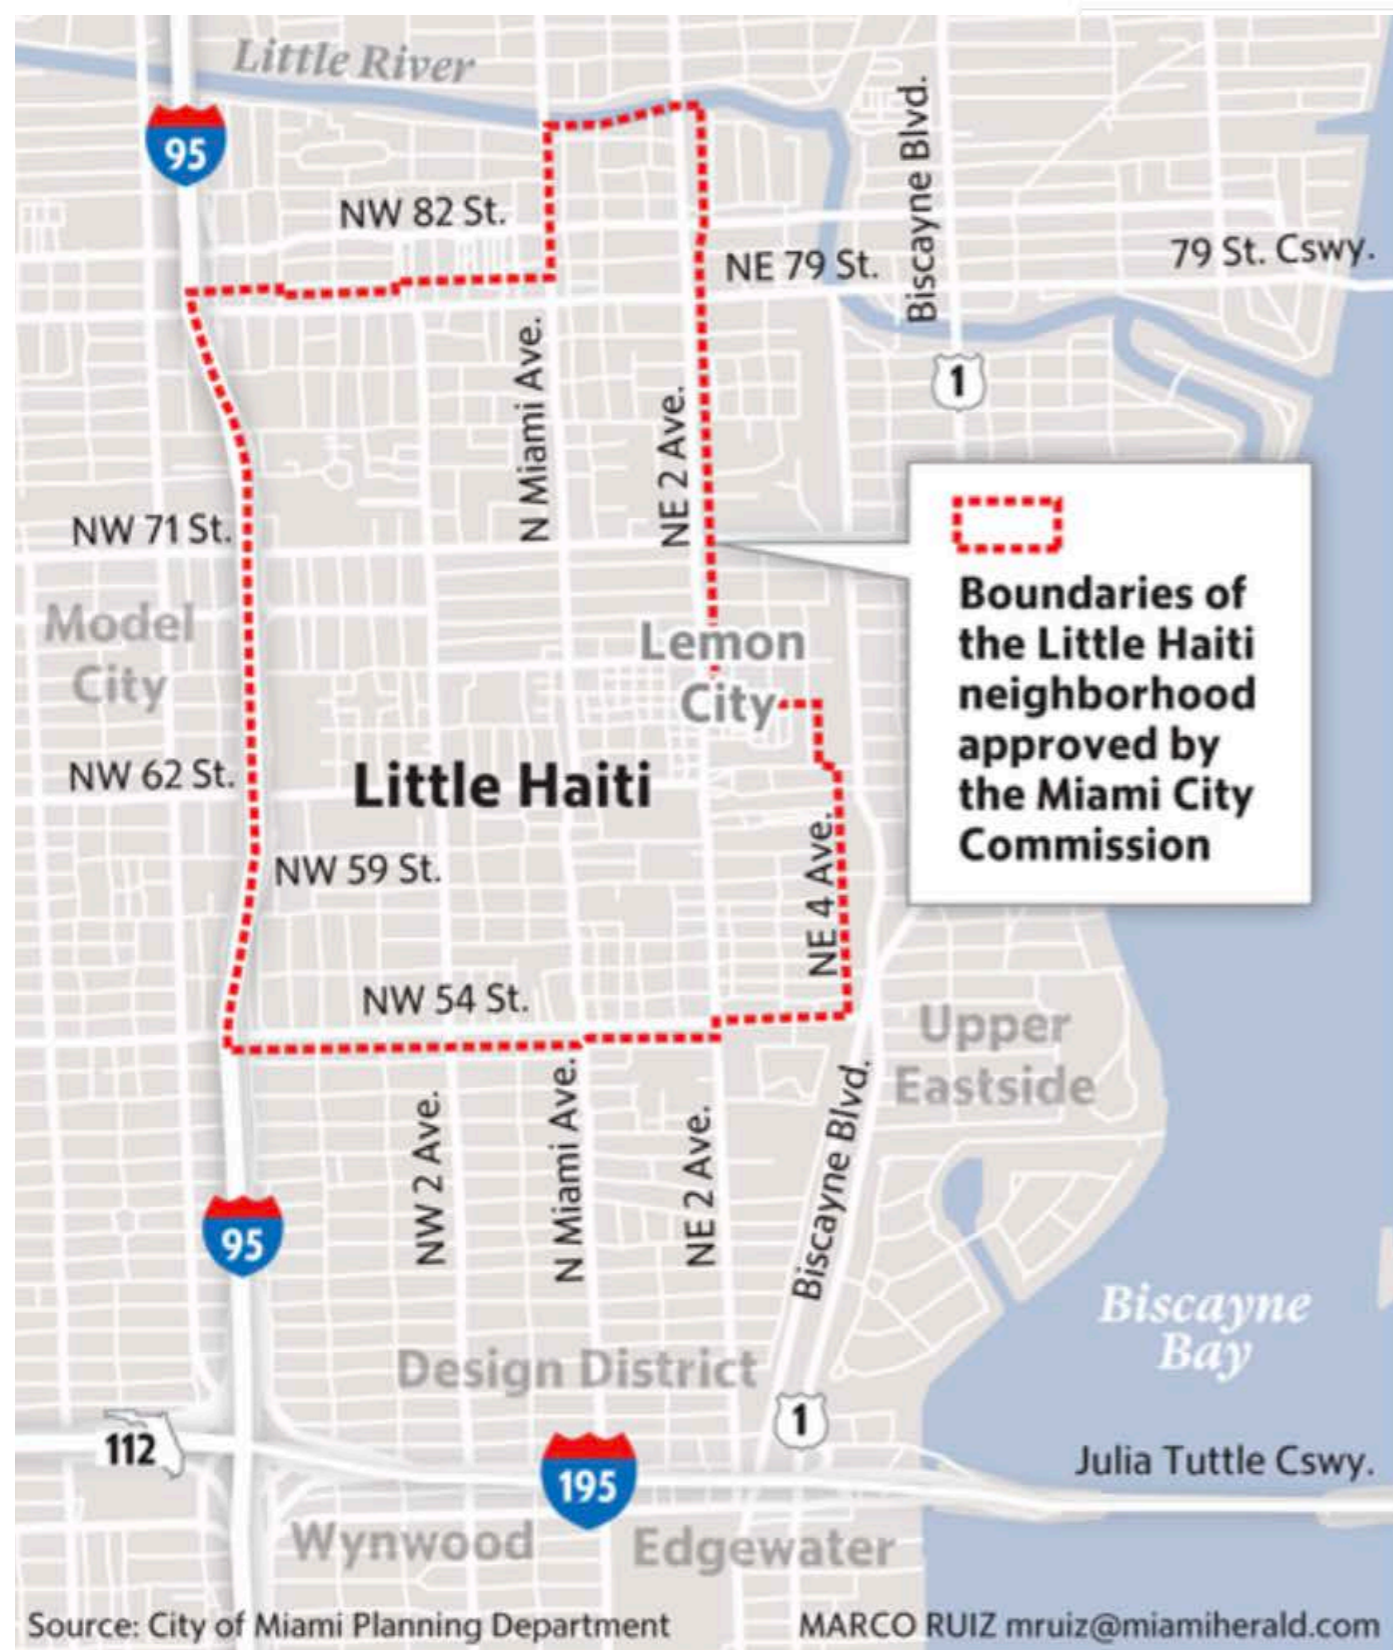 Little River
95
Biscayne Blvd.
NW 82 St.
NE 79 St.
79 St. Cswy.
N Miami Ave.
NE 2 Ave.
1
NW 71 St.
Model
City
Lemon
City
Boundaries of
the Little Haiti
neighborhood
approved by
the Miami City
Commission
NW 62 St.
Little Haiti
NW 59 St.
NE 4 Ave.
NW 54 St.
Upper
Eastside
NW 2 Ave.
N Miami Ave.
NE 2 Ave.
Biscayne Blvd.
95
Biscayne
Bay
Design District
1
112
195
Julia Tuttle Cswy.
Wynwood
Edgewater
Source: City of Miami Planning Department
MARCO RUIZ mruiz@miamiherald.com